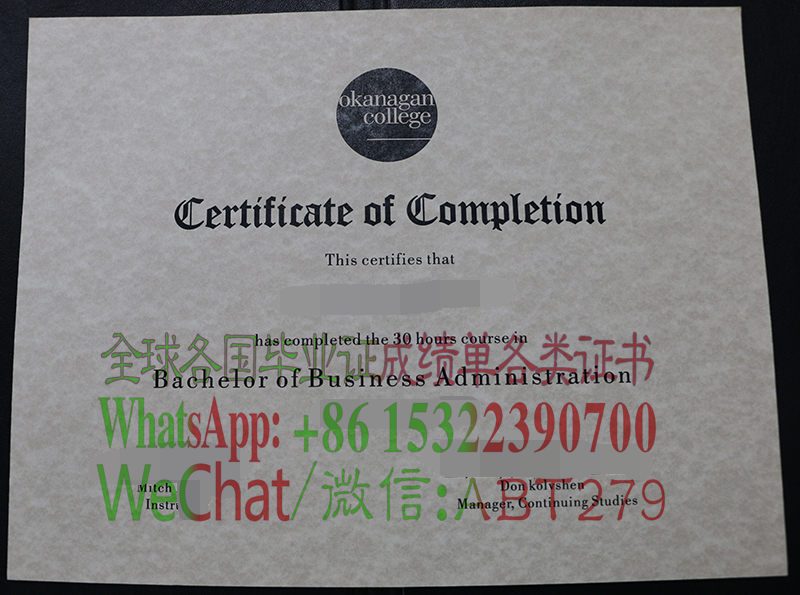 okanagan
college
Certificate of Completion
This certifies that
has completed the 30 hours course in
全球各国毕业证成绩单各类证书
Bachelor of Business Administration
WhatsApp: +86 15322390700
Mitch
Don kolyshen
WeChat/微信:ABT279
Manager, Continuing Studies